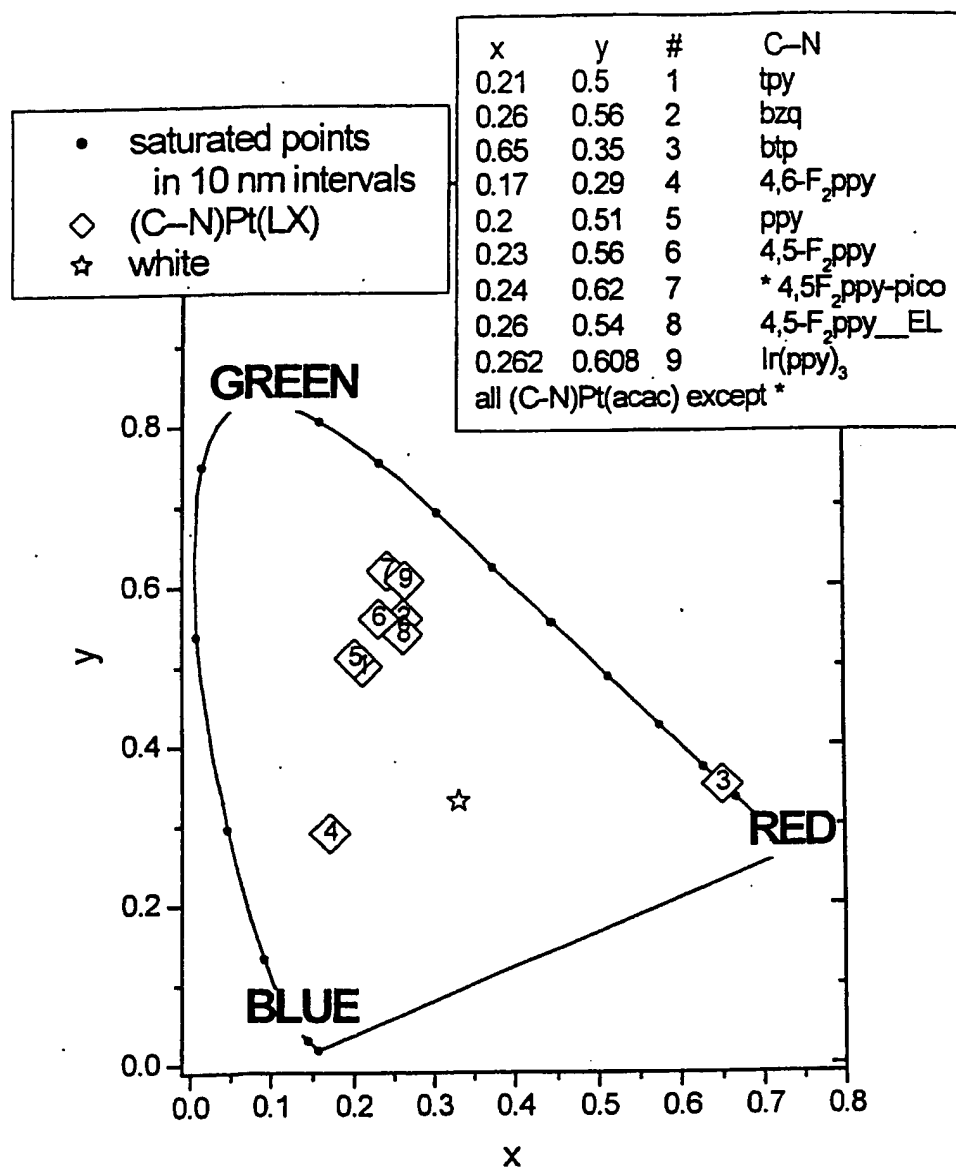 x y # C–N
0.21 0.5 1 tpy
0.26 0.56 2 bzq
0.65 0.35 3 btp
0.17 0.29 4 4,6-F₂ppy
0.2 0.51 5 ppy
0.23 0.56 6 4,5-F₂ppy
0.24 0.62 7 * 4,5F₂ppy-pico
0.26 0.54 8 4,5-F₂ppy__EL
0.262 0.608 9 Ir(ppy)₃
all (C-N)Pt(acac) except *
saturated points
in 10 nm intervals
(C–N)Pt(LX)
white
GREEN
0.8
7 9
0.6
6 2
8
5 1
y
0.4
3
RED
4
0.2
BLUE
0.0
0.0 0.1 0.2 0.3 0.4 0.5 0.6 0.7 0.8
x